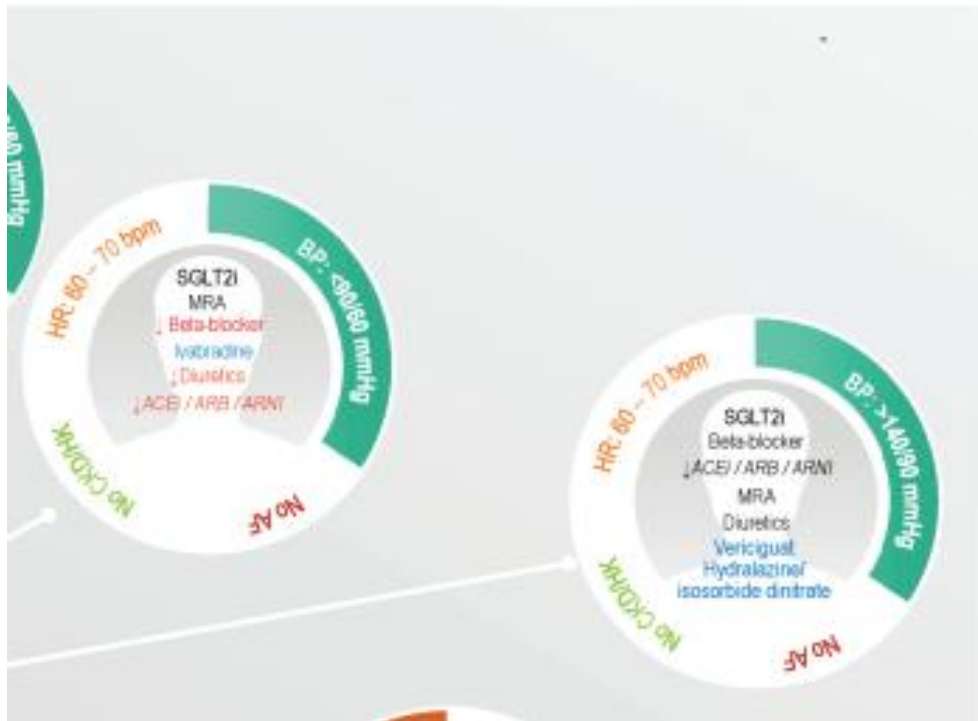 /60 mmHg
HR: 60 – 70 bpm
BP: <90/60 mmHg
SGLT2i
MRA
↓ Beta-blocker
Ivabradine
↓Diuretics
↓ACEi / ARB / ARNI
No CKD/HK
No AF
HR: 60 – 70 bpm
BP: >140/90 mmHg
SGLT2i
Beta-blocker
↓ACEi / ARB / ARNI
MRA
Diuretics
Vericiguat
Hydralazine/
isosorbide dinitrate
No CKD/HK
No AF